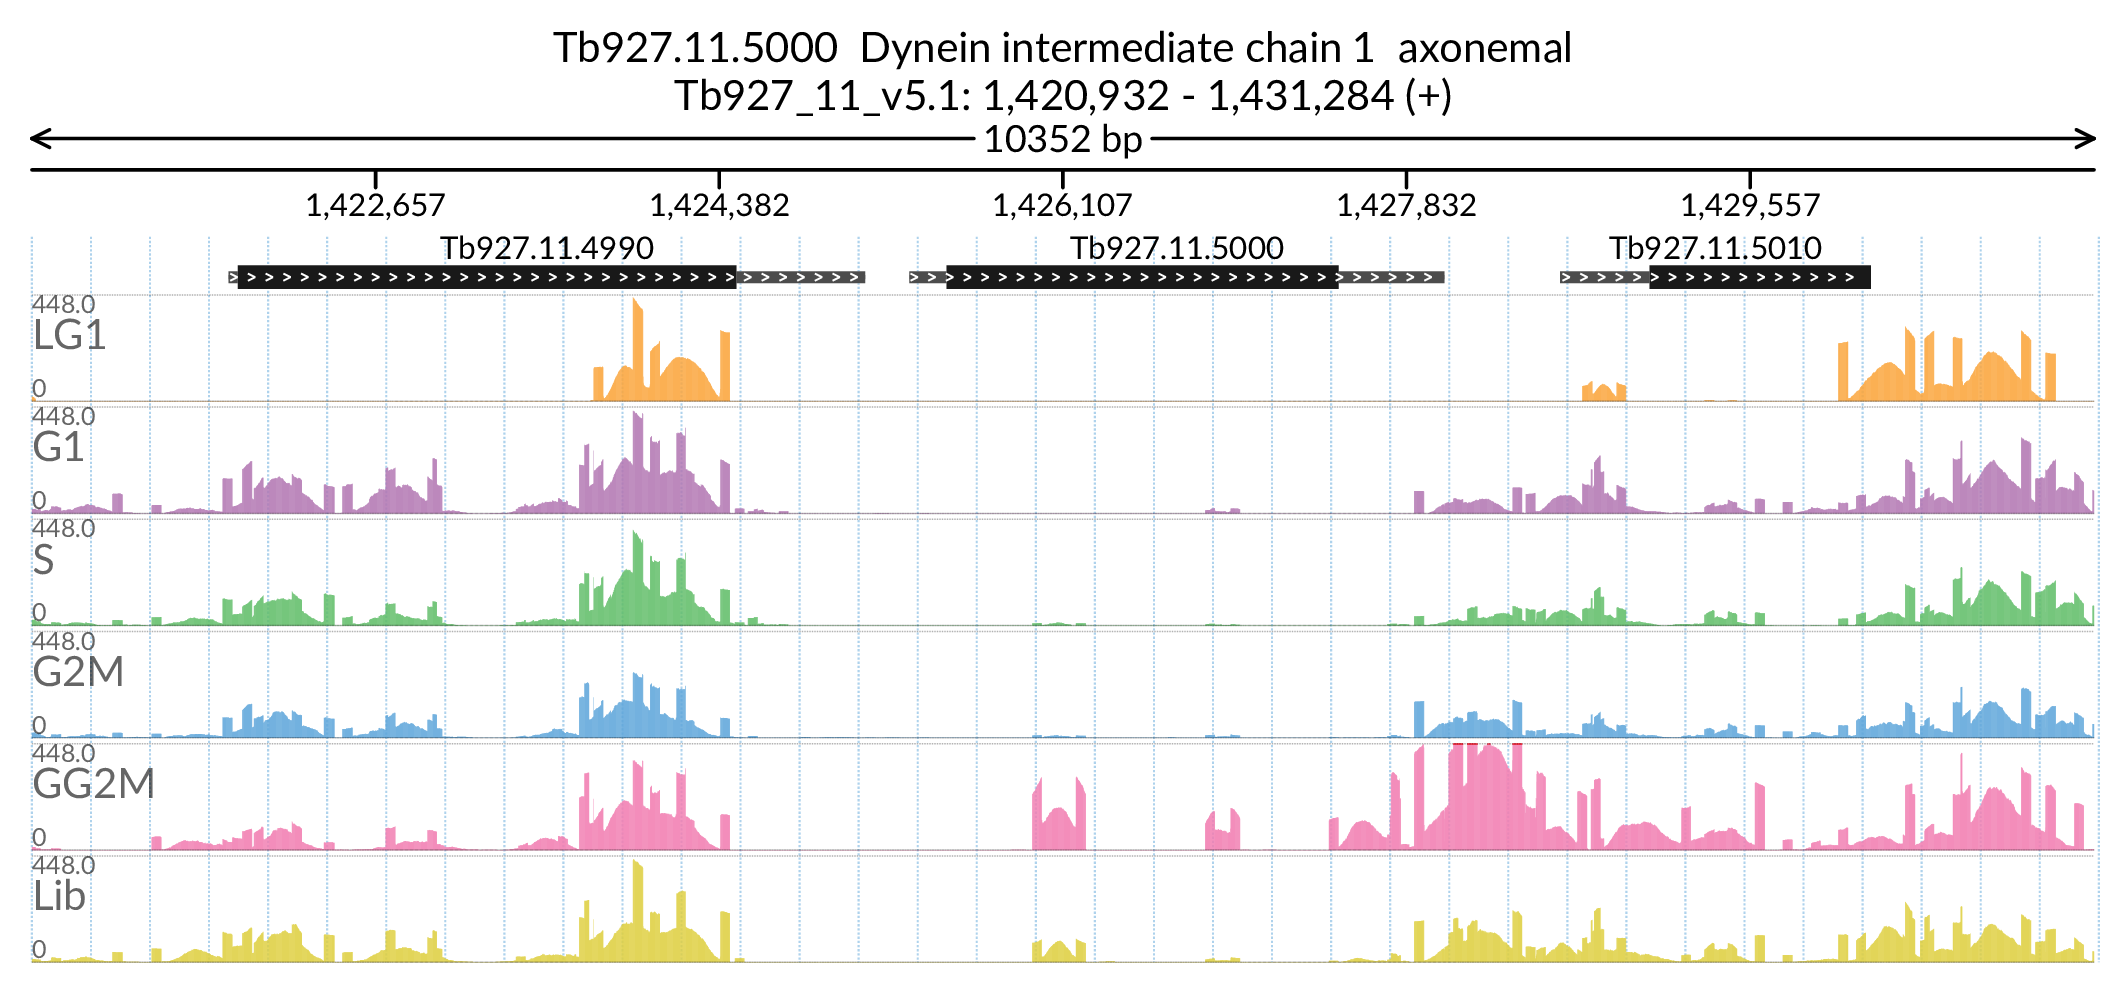 Tb927.11.5000 Dynein intermediate chain 1 axonemal
Tb927_11_v5.1: 1,420,932 - 1,431,284 (+)
10352 bp
1,422,657 1,424,382 1,426,107 1,427,832 1,429,557
Tb927.11.4990 Tb927.11.5000 Tb927.11.5010
448.0
LG1
0
448.0
G1
0
448.0
S
0
448.0
G2M
0
448.0
GG2M
0
448.0
Lib
0